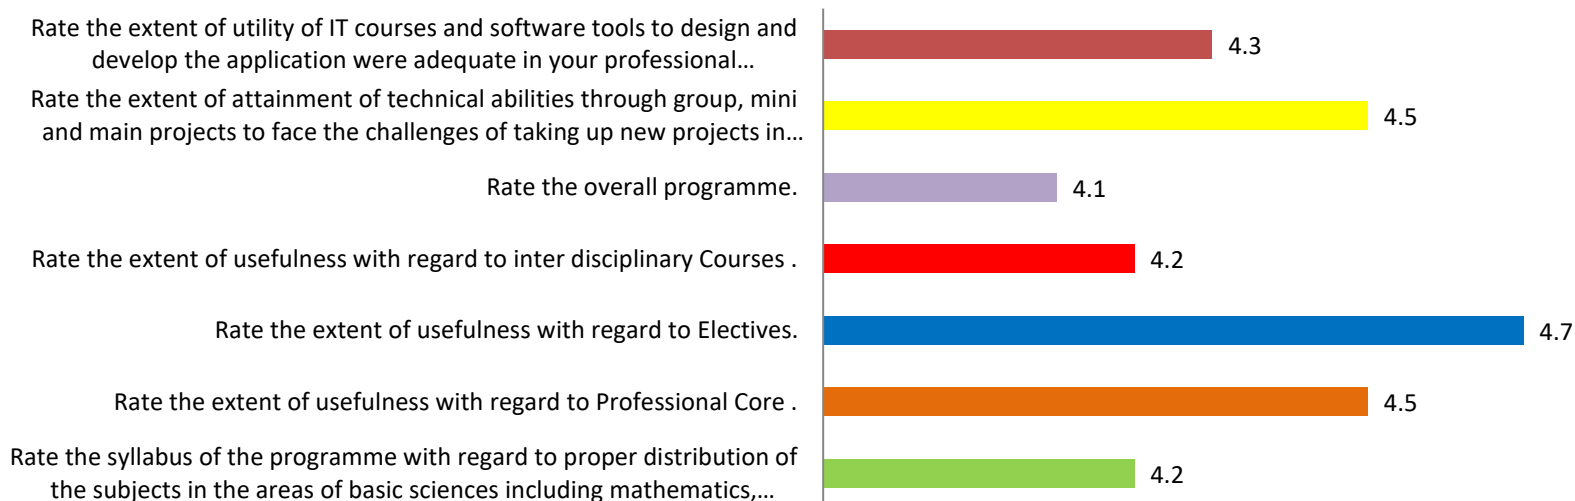 Rate the extent of utility of IT courses and software tools to design and
develop the application were adequate in your professional…
4.3
Rate the extent of attainment of technical abilities through group, mini
and main projects to face the challenges of taking up new projects in…
4.5
Rate the overall programme.
4.1
Rate the extent of usefulness with regard to inter disciplinary Courses .
4.2
Rate the extent of usefulness with regard to Electives.
4.7
Rate the extent of usefulness with regard to Professional Core .
4.5
Rate the syllabus of the programme with regard to proper distribution of
the subjects in the areas of basic sciences including mathematics,…
4.2